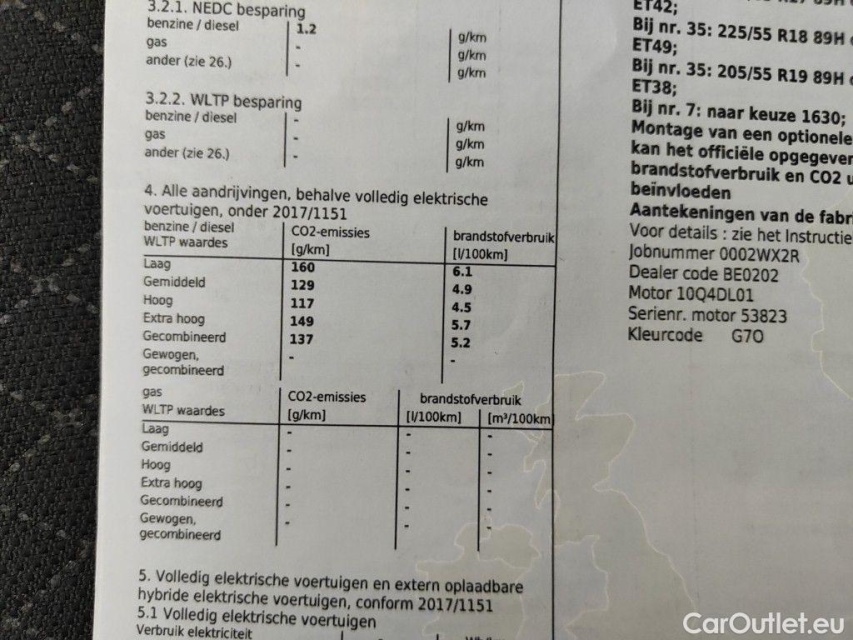 3.2.1. NEDC besparing
benzine / diesel 1.2 g/km
gas - g/km
ander (zie 26.) - g/km
3.2.2. WLTP besparing
benzine / diesel - g/km
gas - g/km
ander (zie 26.) - g/km
4. Alle aandrijvingen, behalve volledig elektrische
voertuigen, onder 2017/1151
benzine / diesel CO2-emissies brandstofverbruik
WLTP waardes [g/km] [l/100km]
Laag 160 6.1
Gemiddeld 129 4.9
Hoog 117 4.5
Extra hoog 149 5.7
Gecombineerd 137 5.2
Gewogen, - -
gecombineerd
gas CO2-emissies brandstofverbruik
WLTP waardes [g/km] [l/100km] [m³/100km]
Laag - - -
Gemiddeld - - -
Hoog - - -
Extra hoog - - -
Gecombineerd - - -
Gewogen, - - -
gecombineerd
5. Volledig elektrische voertuigen en extern oplaadbare
hybride elektrische voertuigen, conform 2017/1151
5.1 Volledig elektrische voertuigen
Verbruik elektriciteit
ET42;
Bij nr. 35: 225/55 R18 89H
ET49;
Bij nr. 35: 205/55 R19 89H
ET38;
Bij nr. 7: naar keuze 1630;
Montage van een optionele
kan het officiële opgegeven
brandstofverbruik en CO2 u
beïnvloeden
Aantekeningen van de fabri
Voor details : zie het Instructie
Jobnummer 0002WX2R
Dealer code BE0202
Motor 10Q4DL01
Serienr. motor 53823
Kleurcode G7O
CarOutlet.eu